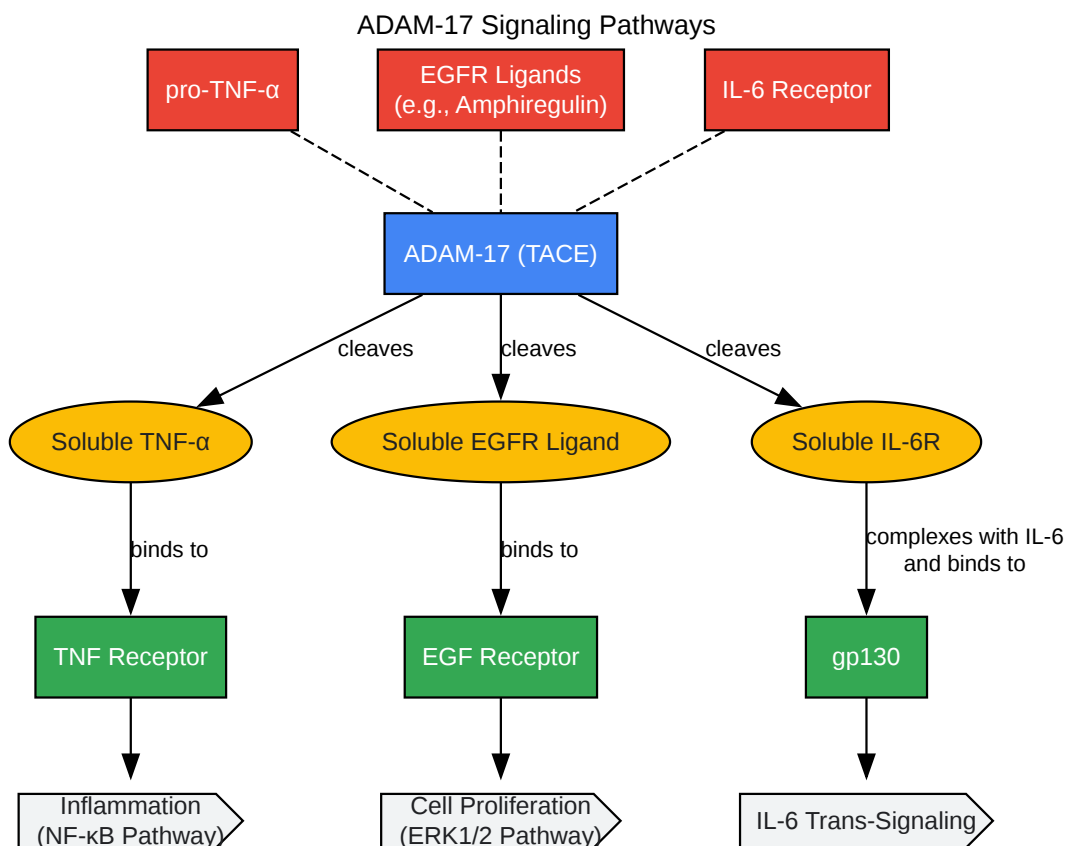 ADAM-17 Signaling Pathways
pro-TNF-α
EGFR Ligands
(e.g., Amphiregulin)
IL-6 Receptor
ADAM-17 (TACE)
cleaves
cleaves
cleaves
Soluble TNF-α
Soluble EGFR Ligand
Soluble IL-6R
binds to
binds to
complexes with IL-6
and binds to
TNF Receptor
EGF Receptor
gp130
Inflammation
(NF-κB Pathway)
Cell Proliferation
(ERK1/2 Pathway)
IL-6 Trans-Signaling